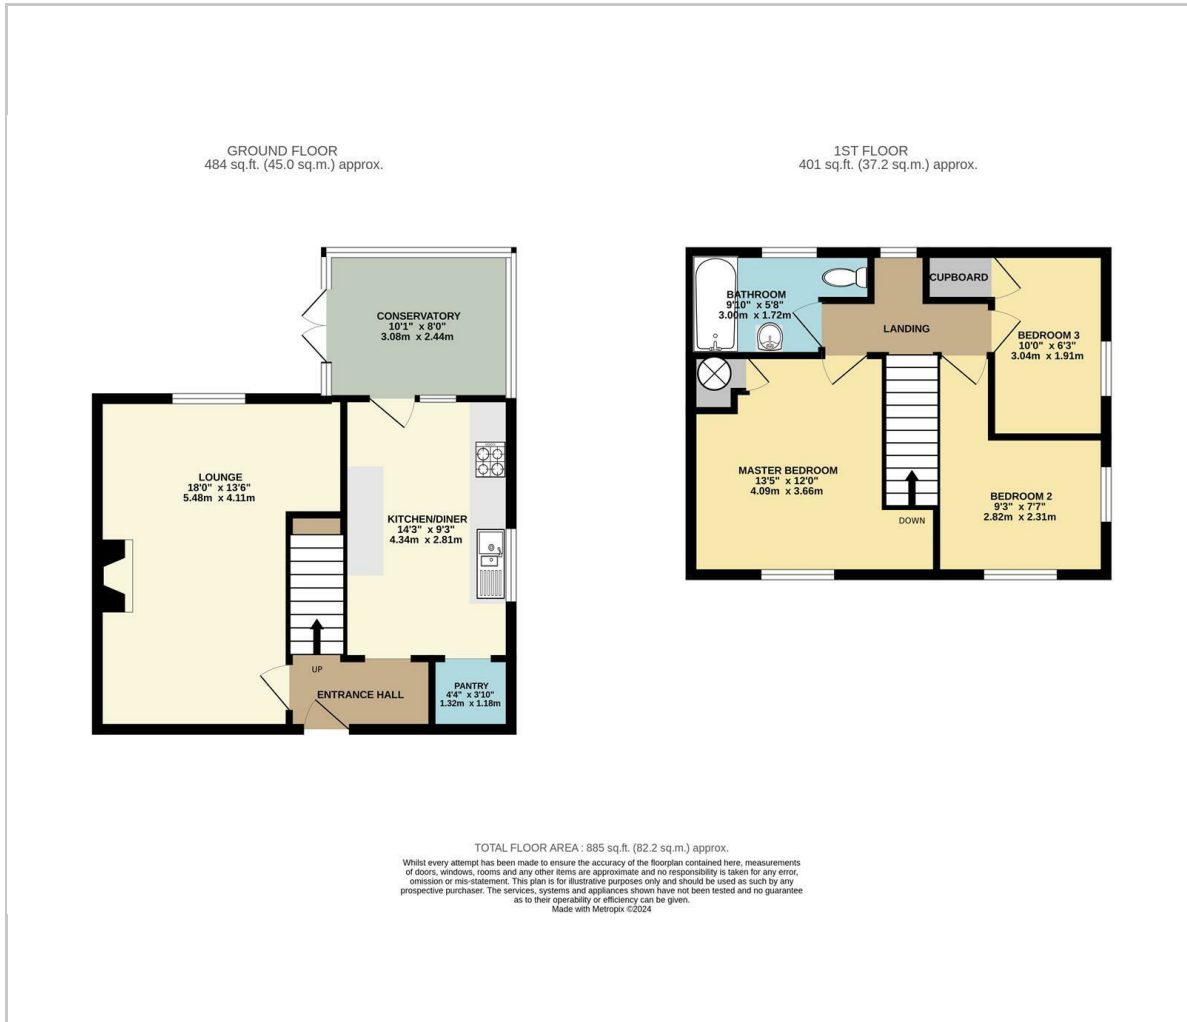 GROUND FLOOR
484 sq.ft. (45.0 sq.m.) approx.
1ST FLOOR
401 sq.ft. (37.2 sq.m.) approx.
CONSERVATORY
10'1" x 8'0"
3.08m x 2.44m
LOUNGE
18'0" x 13'6"
5.48m x 4.11m
KITCHEN/DINER
14'3" x 9'3"
4.34m x 2.81m
UP
ENTRANCE HALL
PANTRY
4'4" x 3'10"
1.32m x 1.18m
BATHROOM
9'10" x 5'8"
3.00m x 1.72m
CUPBOARD
LANDING
BEDROOM 3
10'0" x 6'3"
3.04m x 1.91m
MASTER BEDROOM
13'5" x 12'0"
4.09m x 3.66m
DOWN
BEDROOM 2
9'3" x 7'7"
2.82m x 2.31m
TOTAL FLOOR AREA : 885 sq.ft. (82.2 sq.m.) approx.
Whilst every attempt has been made to ensure the accuracy of the floorplan contained here, measurements
of doors, windows, rooms and any other items are approximate and no responsibility is taken for any error,
omission or mis-statement. This plan is for illustrative purposes only and should be used as such by any
prospective purchaser. The services, systems and appliances shown have not been tested and no guarantee
as to their operability or efficiency can be given.
Made with Metropix ©2024